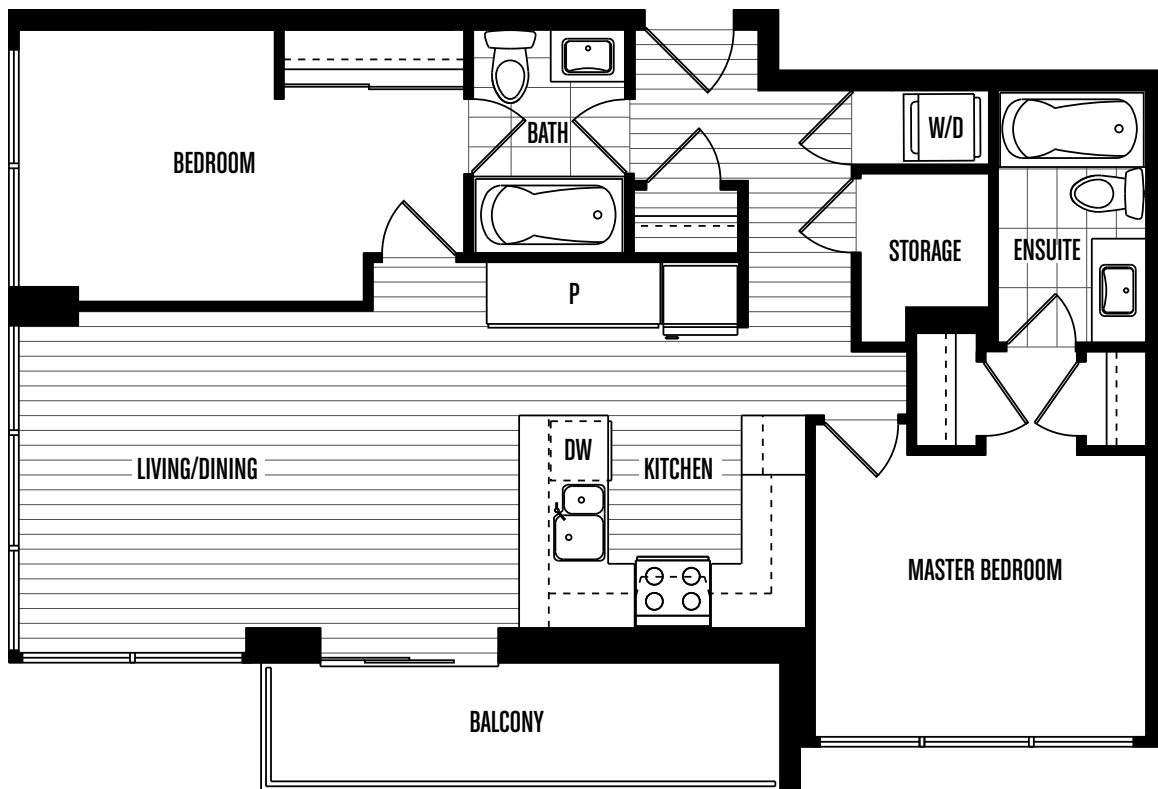 BATH
W/D
BEDROOM
STORAGE
ENSUITE
P
DW
LIVING/DINING
KITCHEN
MASTER BEDROOM
BALCONY